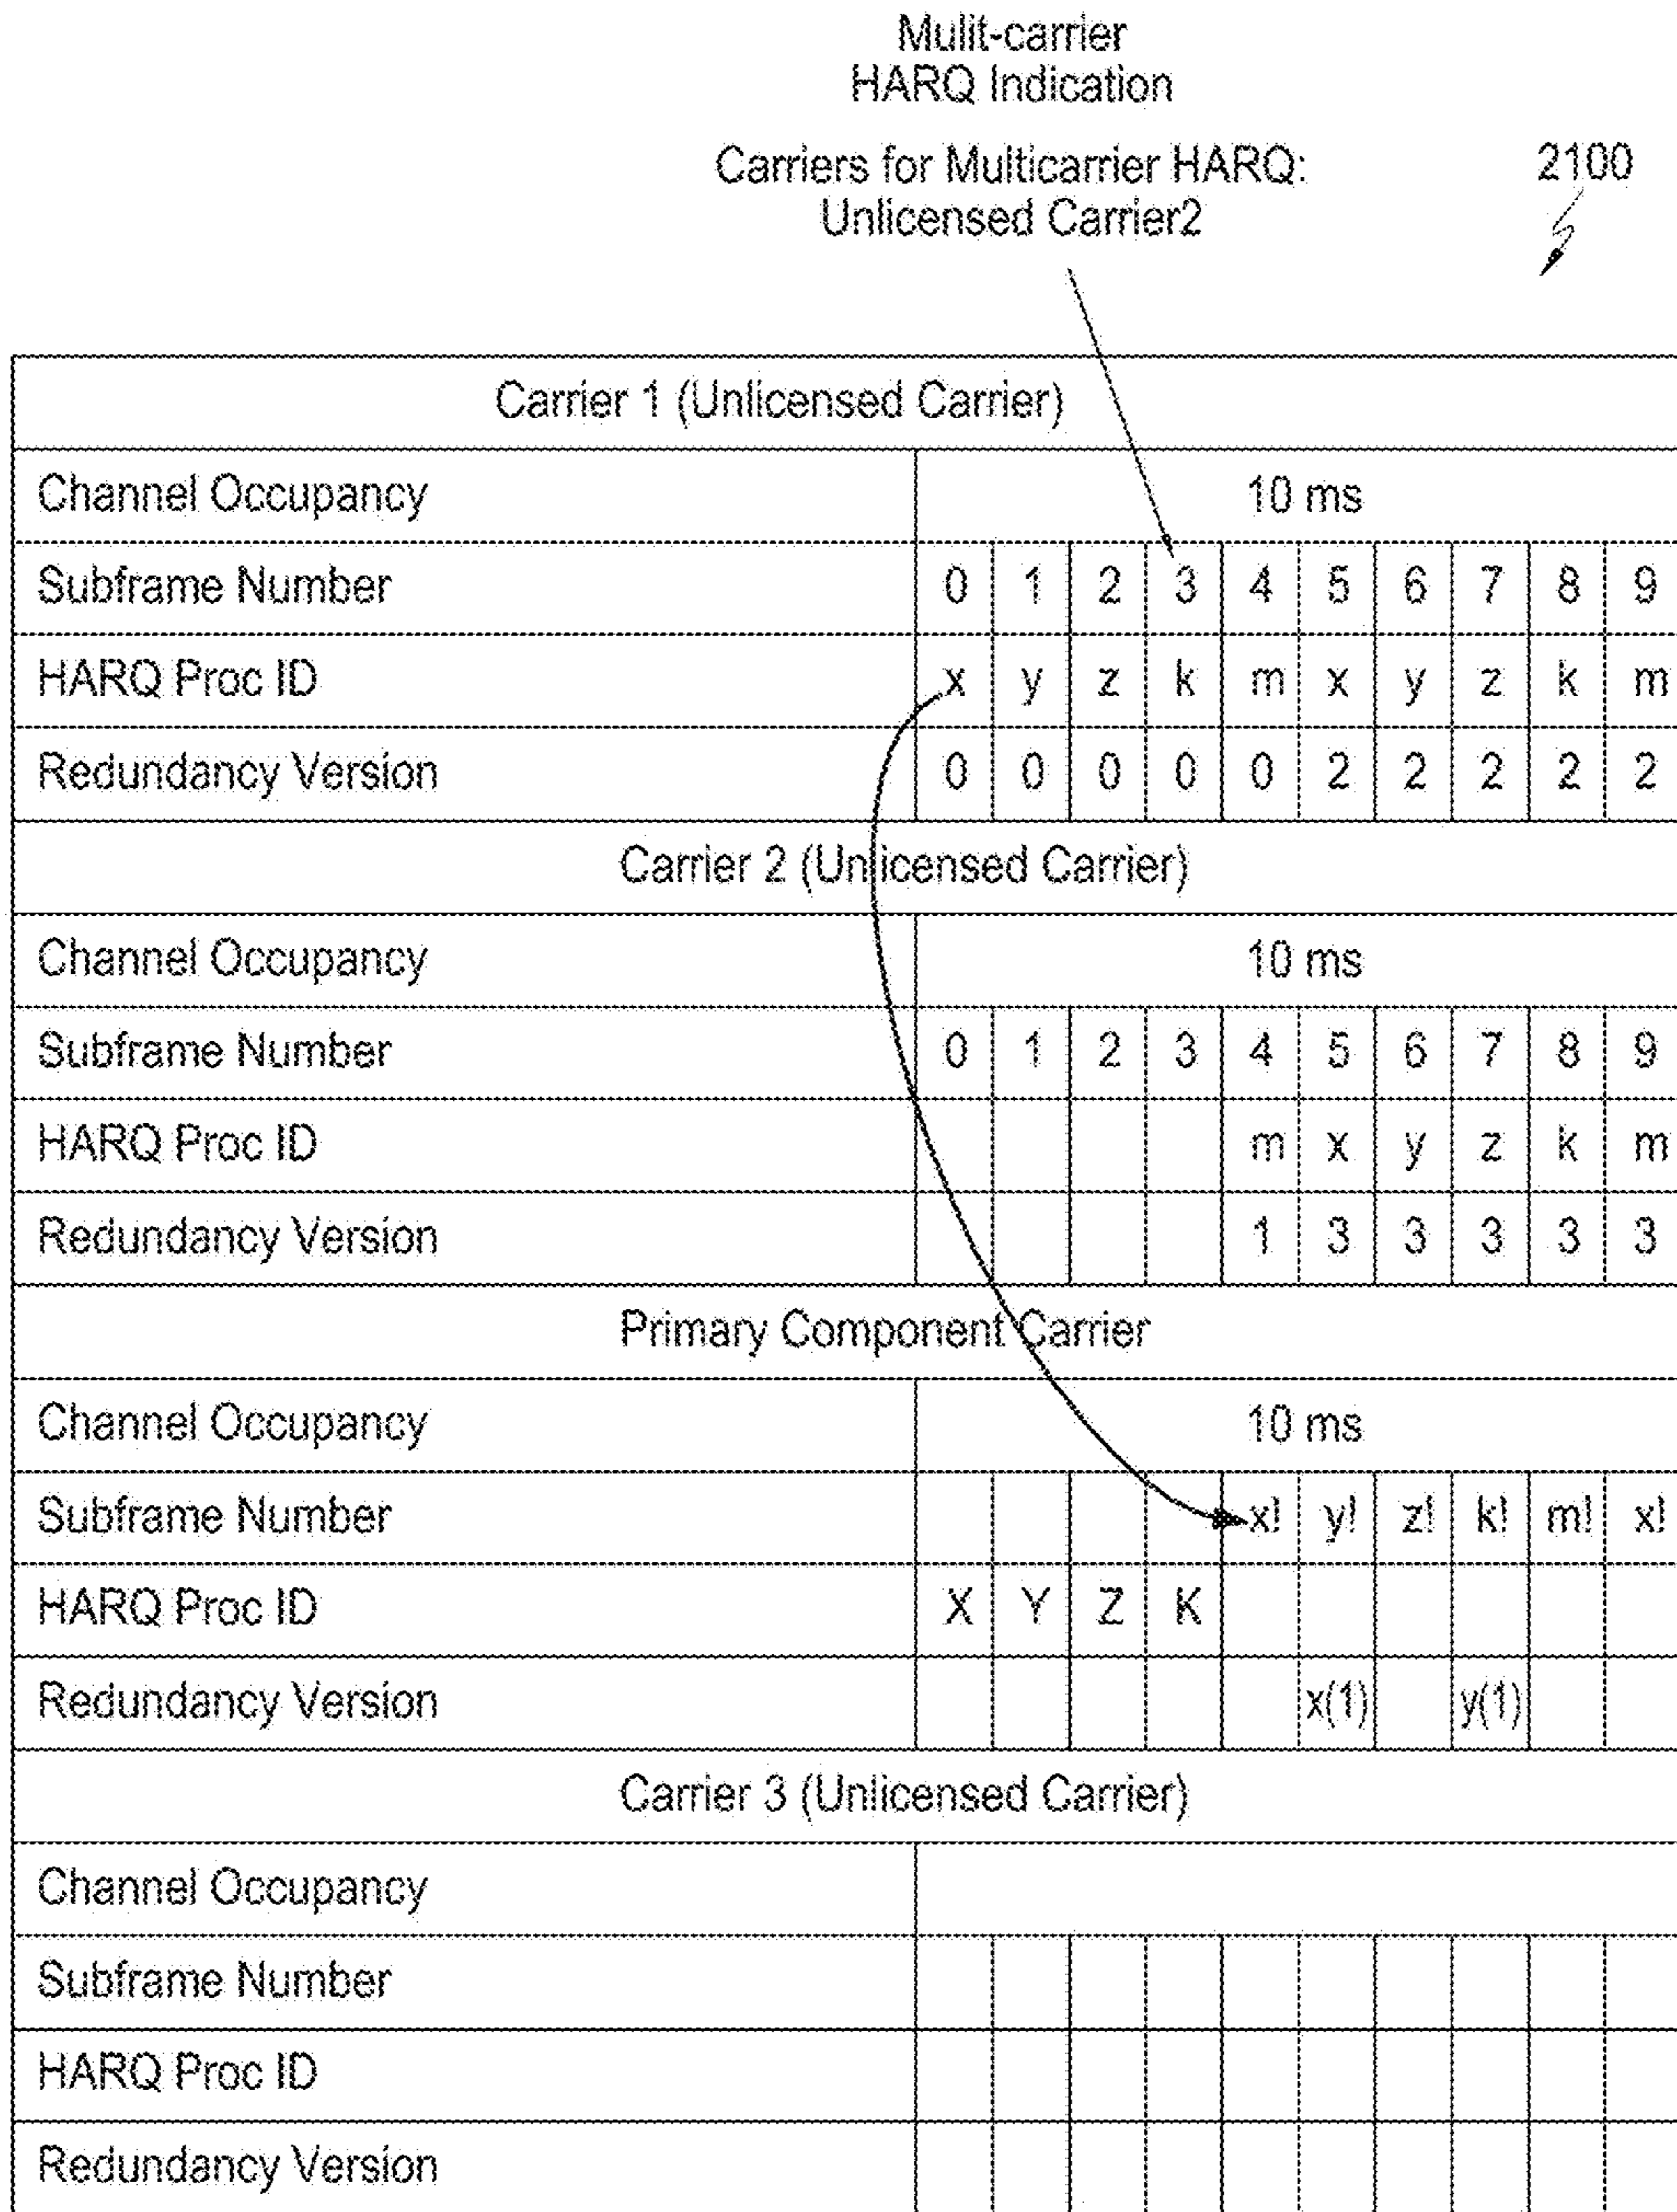 Mulit-carrier
HARQ Indication
Carriers for Multicarrier HARQ:
Unlicensed Carrier2
2100
Carrier 1 (Unlicensed Carrier)
Channel Occupancy 10 ms
Subframe Number 0 1 2 3 4 5 6 7 8 9
HARQ Proc ID x y z k m x y z k m
Redundancy Version 0 0 0 0 0 2 2 2 2 2
Carrier 2 (Unlicensed Carrier)
Channel Occupancy 10 ms
Subframe Number 0 1 2 3 4 5 6 7 8 9
HARQ Proc ID m x y z k m
Redundancy Version 1 3 3 3 3 3
Primary Component Carrier
Channel Occupancy 10 ms
Subframe Number x! y! z! k! m! x!
HARQ Proc ID X Y Z K
Redundancy Version x(1) y(1)
Carrier 3 (Unlicensed Carrier)
Channel Occupancy
Subframe Number
HARQ Proc ID
Redundancy Version